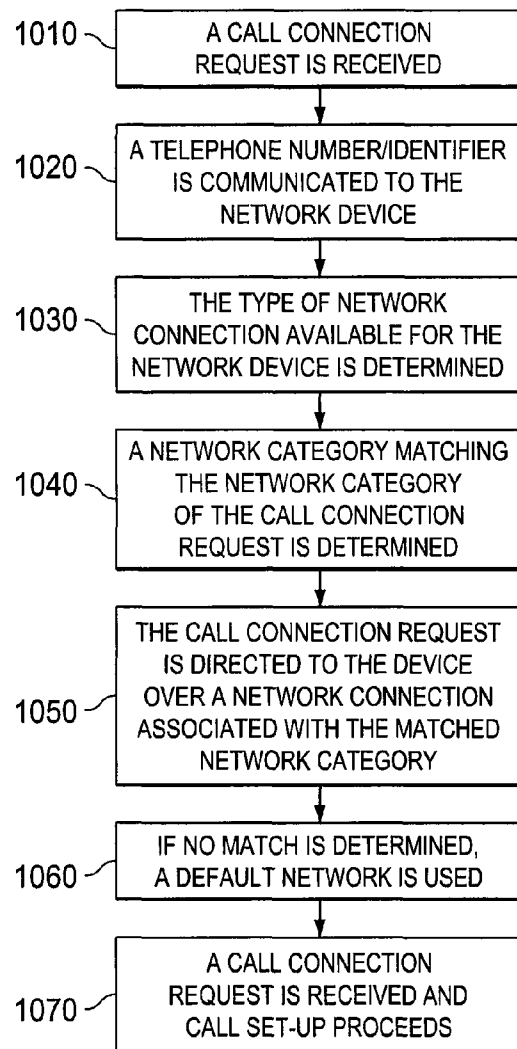 1010
A CALL CONNECTION
REQUEST IS RECEIVED
1020
A TELEPHONE NUMBER/IDENTIFIER
IS COMMUNICATED TO THE
NETWORK DEVICE
1030
THE TYPE OF NETWORK
CONNECTION AVAILABLE FOR THE
NETWORK DEVICE IS DETERMINED
1040
A NETWORK CATEGORY MATCHING
THE NETWORK CATEGORY
OF THE CALL CONNECTION
REQUEST IS DETERMINED
1050
THE CALL CONNECTION REQUEST
IS DIRECTED TO THE DEVICE
OVER A NETWORK CONNECTION
ASSOCIATED WITH THE MATCHED
NETWORK CATEGORY
1060
IF NO MATCH IS DETERMINED,
A DEFAULT NETWORK IS USED
1070
A CALL CONNECTION
REQUEST IS RECEIVED AND
CALL SET-UP PROCEEDS